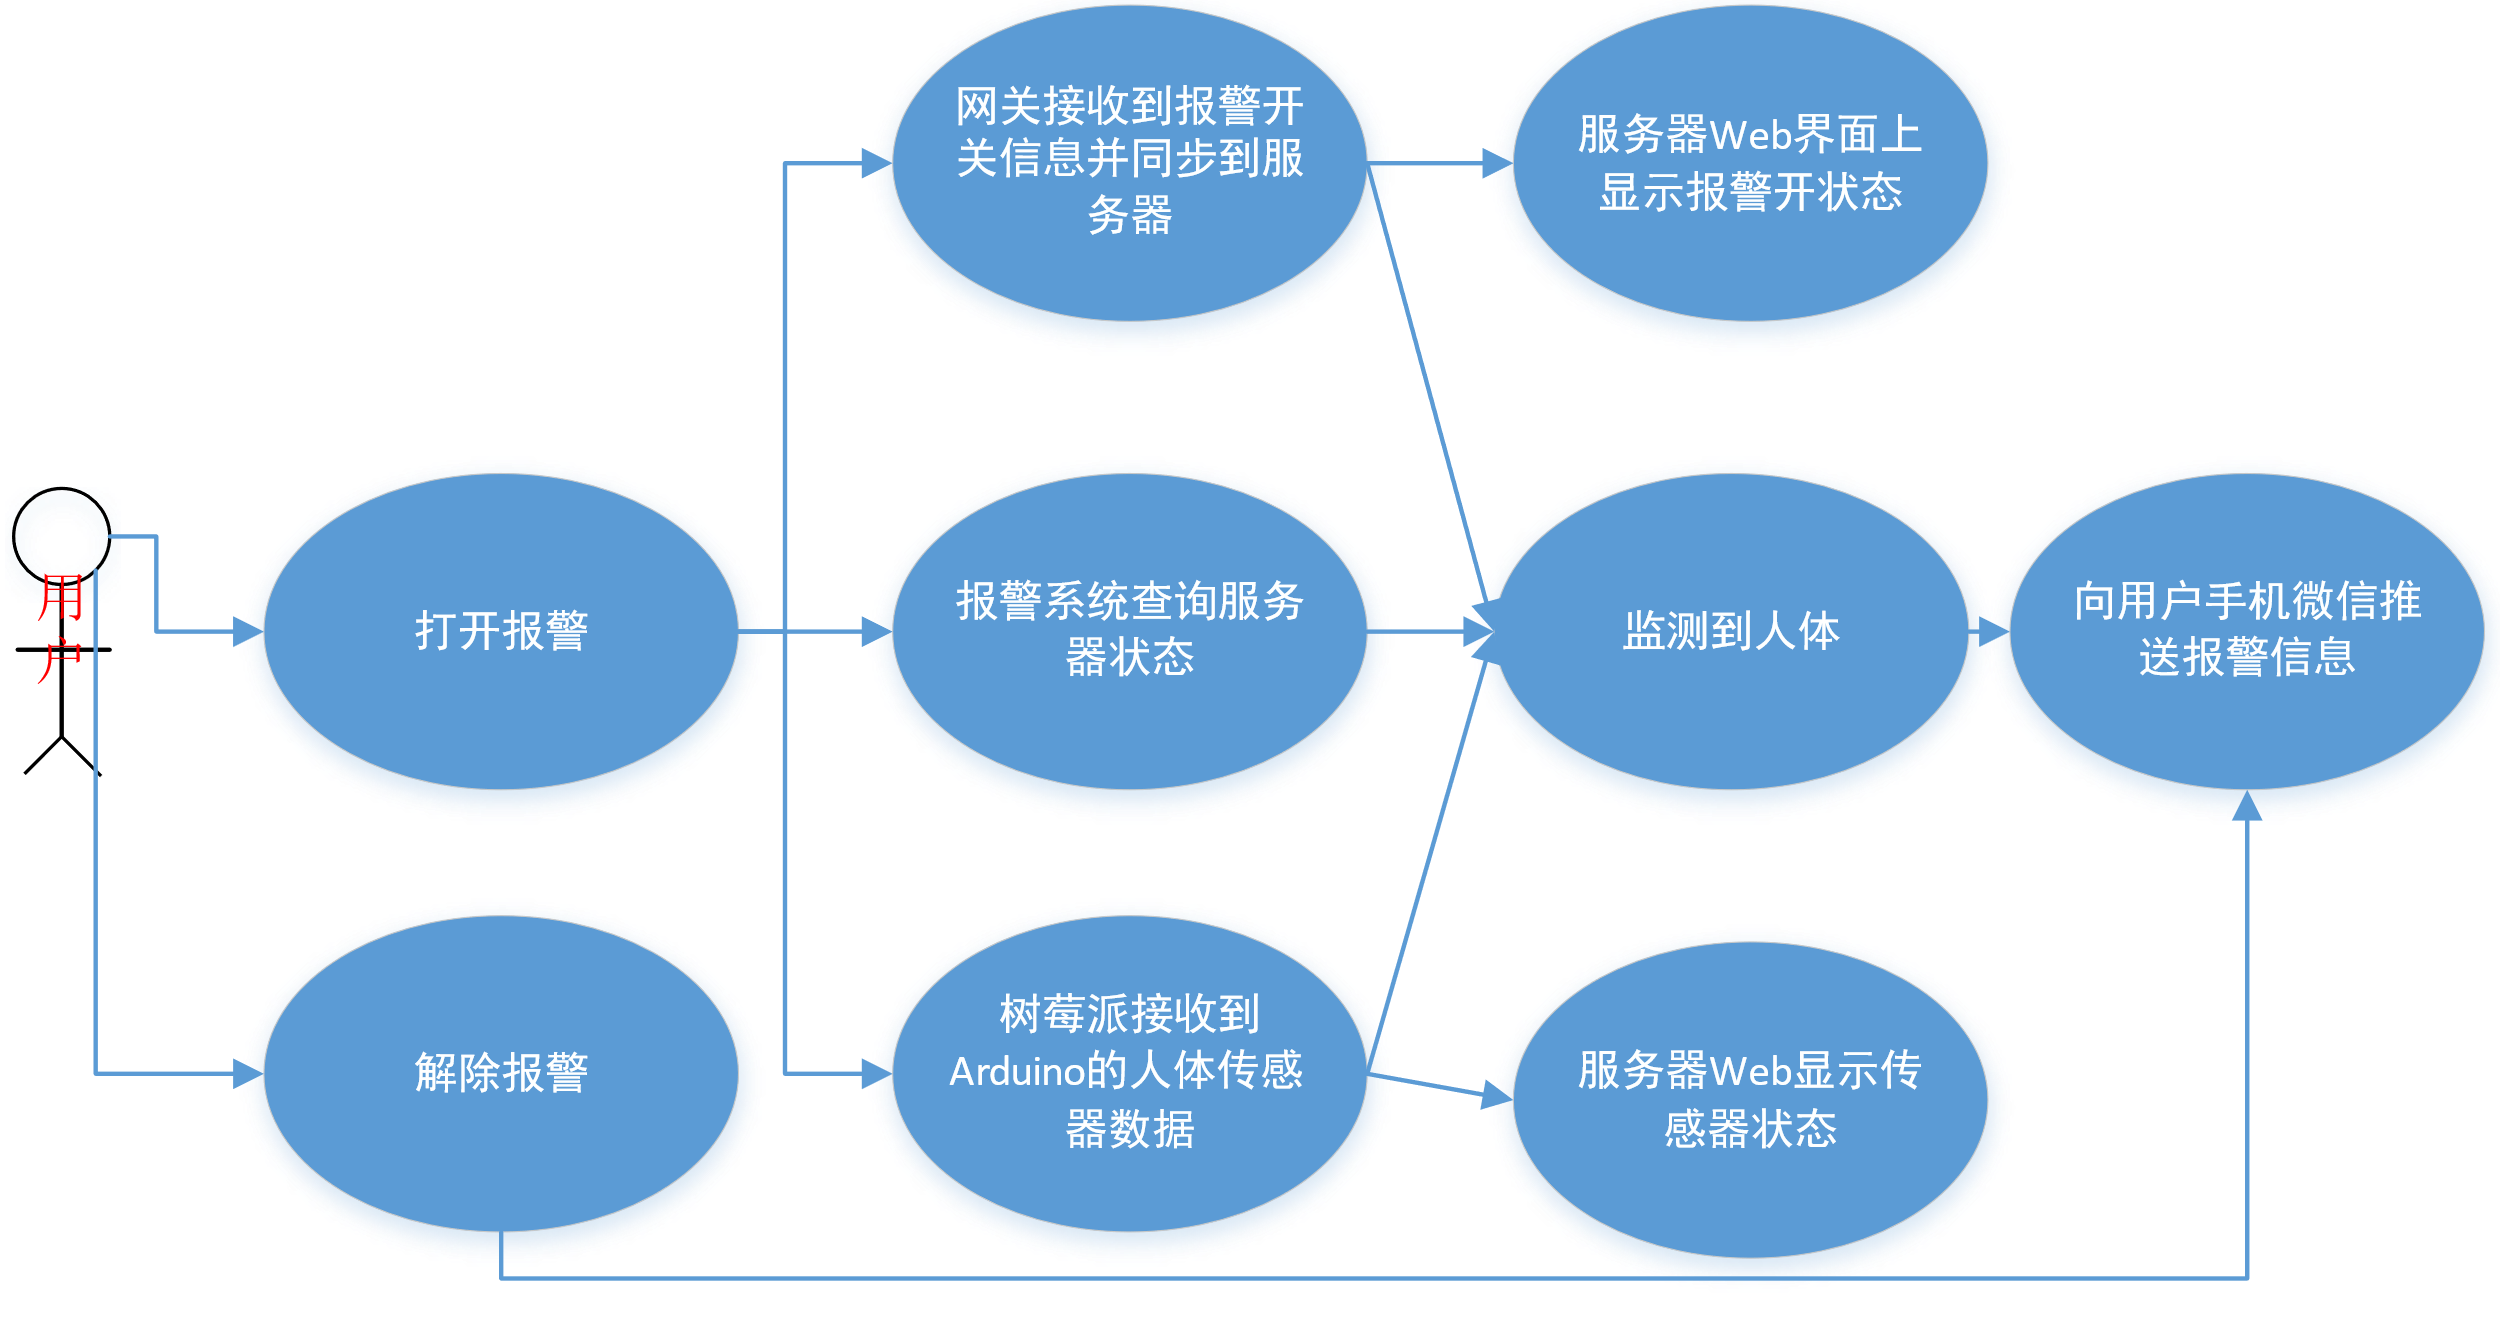 网关接收到报警开
关信息并同步到服
务器
服务器Web界面上
显示报警开状态
用
户
打开报警
报警系统查询服务
器状态
监测到人体
向用户手机微信推
送报警信息
解除报警
树莓派接收到
Arduino的人体传感
器数据
服务器Web显示传
感器状态